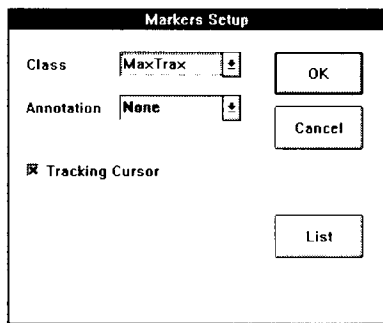 Markers Setup
Class MaxTrax
OK
Annotation None
Cancel
Tracking Cursor
List